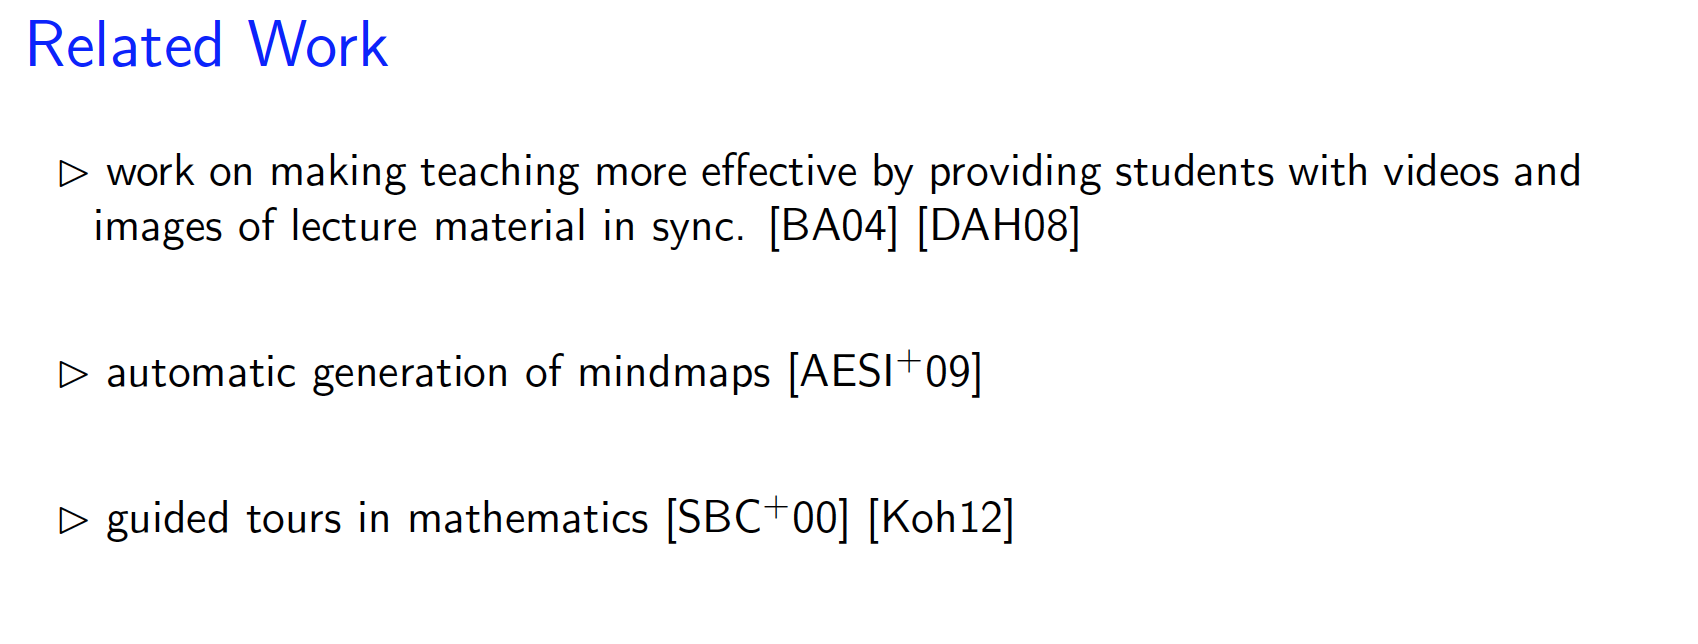 Related Work
▷ work on making teaching more effective by providing students with videos and
images of lecture material in sync. [BA04] [DAH08]
▷ automatic generation of mindmaps [AESI⁺09]
▷ guided tours in mathematics [SBC⁺00] [Koh12]